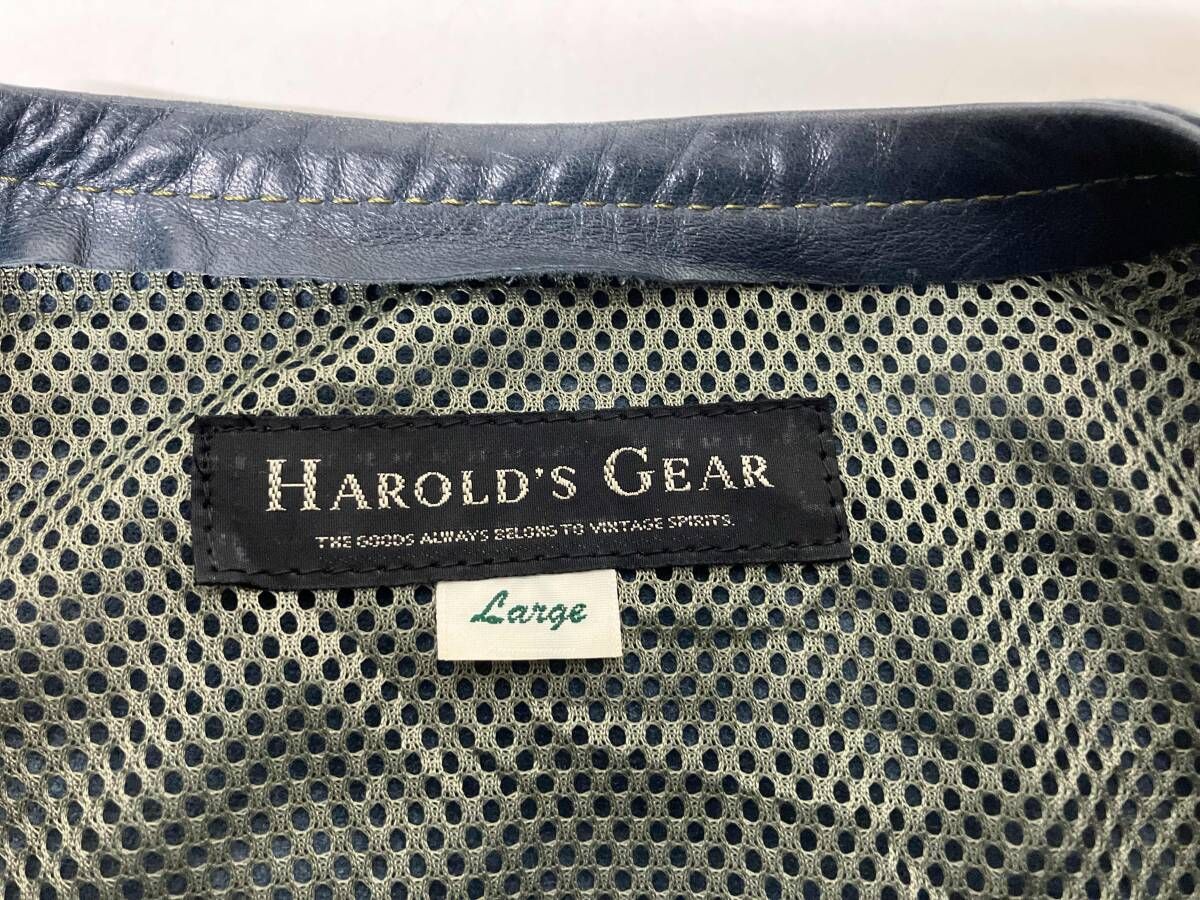 HAROLD'S GEAR
THE GOODS ALWAYS BELONG TO VINTAGE SPIRITS.
Large